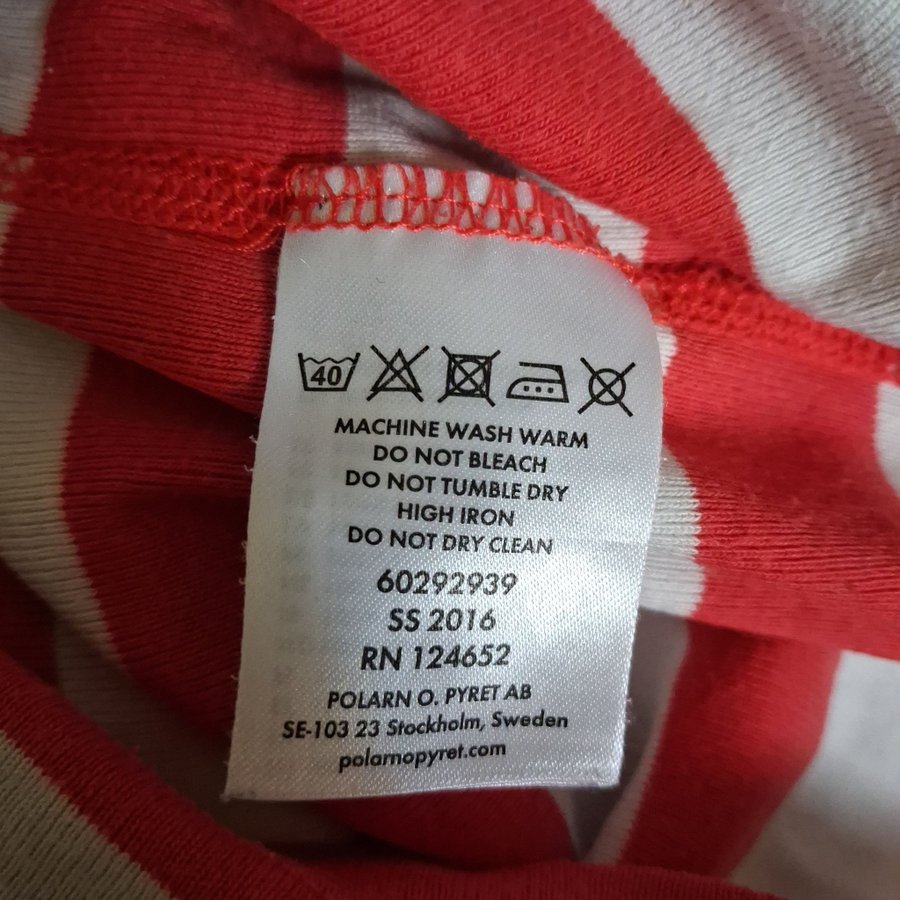 40
MACHINE WASH WARM
DO NOT BLEACH
DO NOT TUMBLE DRY
HIGH IRON
DO NOT DRY CLEAN
60292939
SS 2016
RN 124652
POLARN O. PYRET AB
SE-103 23 Stockholm, Sweden
polarnopyret.com